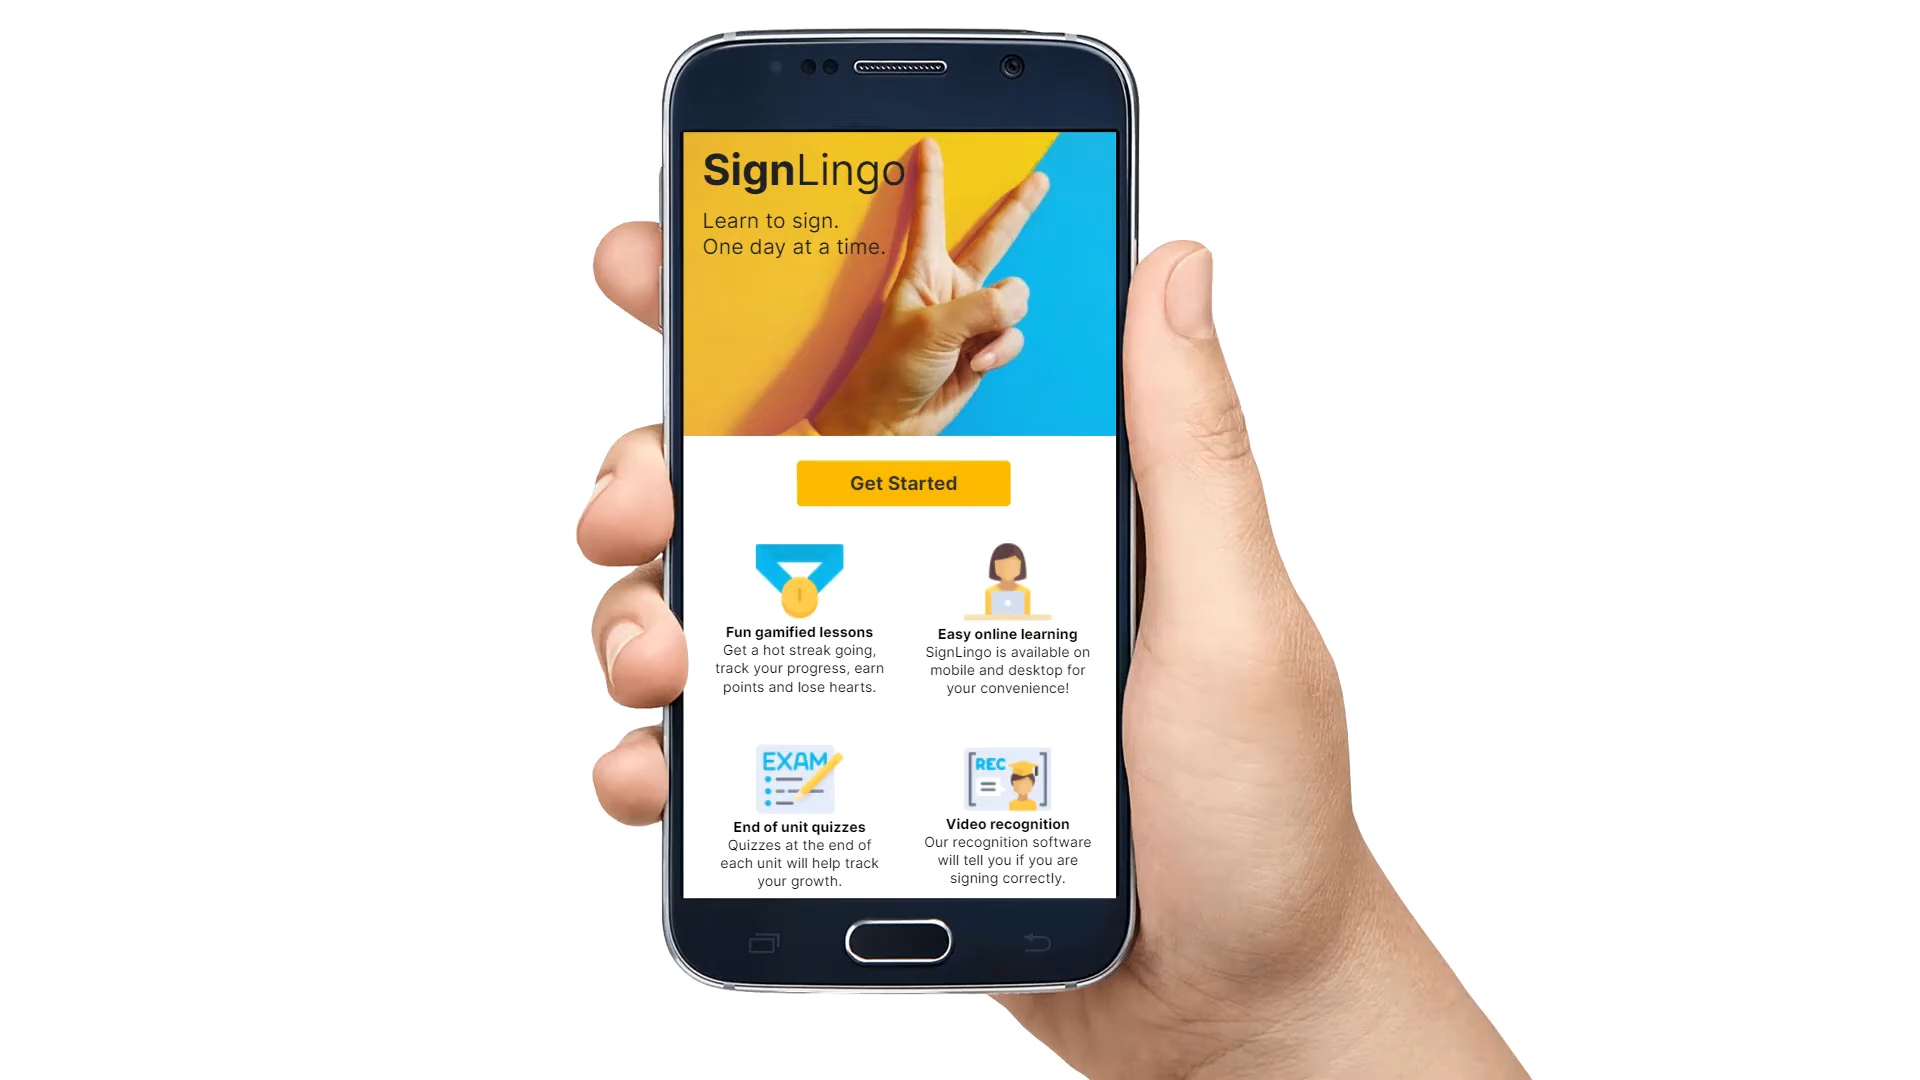 SignLingo
Learn to sign.
One day at a time.
Get Started
Fun gamified lessons
Get a hot streak going,
track your progress, earn
points and lose hearts.
Easy online learning
SignLingo is available on
mobile and desktop for
your convenience!
EXAM
End of unit quizzes
Quizzes at the end of
each unit will help track
your growth.
REC
Video recognition
Our recognition software
will tell you if you are
signing correctly.